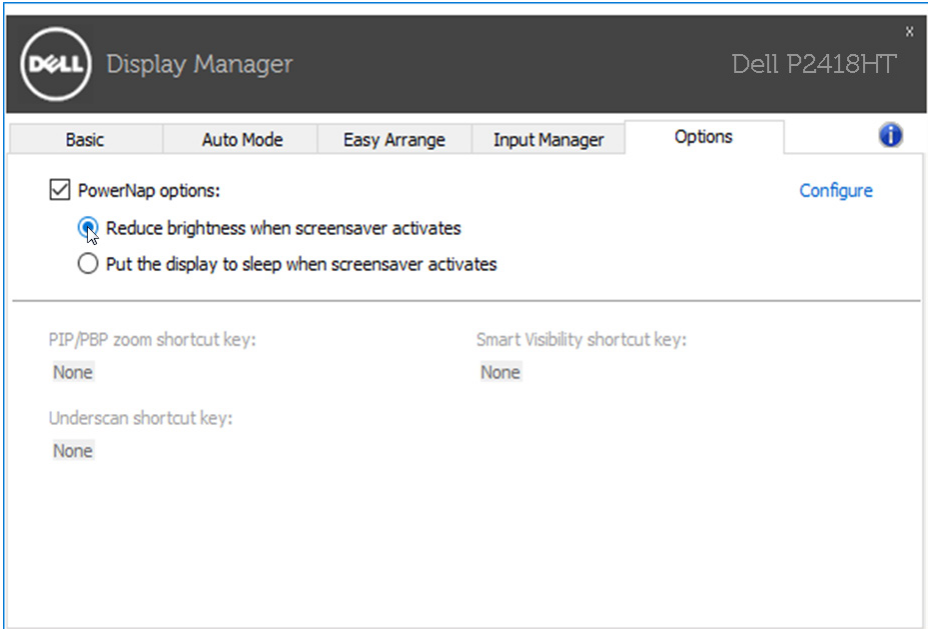 x
DELL Display Manager Dell P2418HT
Basic Auto Mode Easy Arrange Input Manager Options i
PowerNap options: Configure
Reduce brightness when screensaver activates
Put the display to sleep when screensaver activates
PIP/PBP zoom shortcut key: Smart Visibility shortcut key:
None None
Underscan shortcut key:
None